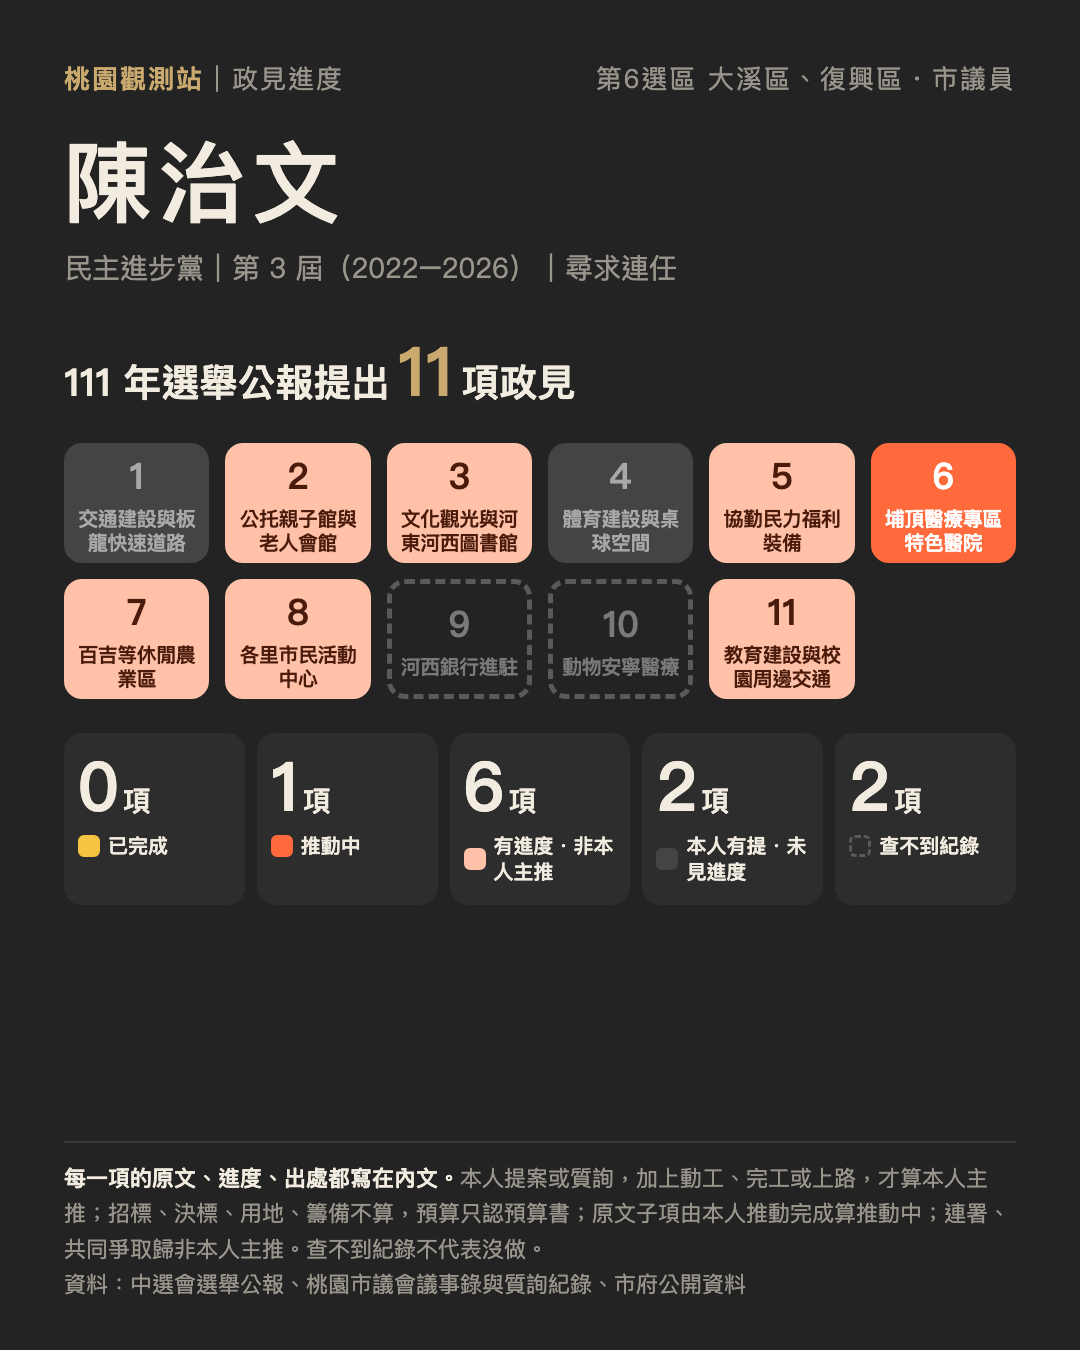 桃園觀測站｜政見進度
第6選區 大溪區、復興區·市議員
陳治文
民主進步黨｜第 3 屆（2022—2026）｜尋求連任
111 年選舉公報提出 11 項政見
1
交通建設與板
龍快速道路
2
公托親子館與
老人會館
3
文化觀光與河
東河西圖書館
4
體育建設與桌
球空間
5
協勤民力福利
裝備
6
埔頂醫療專區
特色醫院
7
百吉等休閒農
業區
8
各里市民活動
中心
9
河西銀行進駐
10
動物安寧醫療
11
教育建設與校
園周邊交通
0項
已完成
1項
推動中
6項
有進度·非本
人主推
2項
本人有提·未
見進度
2項
查不到紀錄
每一項的原文、進度、出處都寫在內文。本人提案或質詢，加上動工、完工或上路，才算本人主
推；招標、決標、用地、籌備不算，預算只認預算書；原文子項由本人推動完成算推動中；連署、
共同爭取歸非本人主推。查不到紀錄不代表沒做。
資料：中選會選舉公報、桃園市議會議事錄與質詢紀錄、市府公開資料